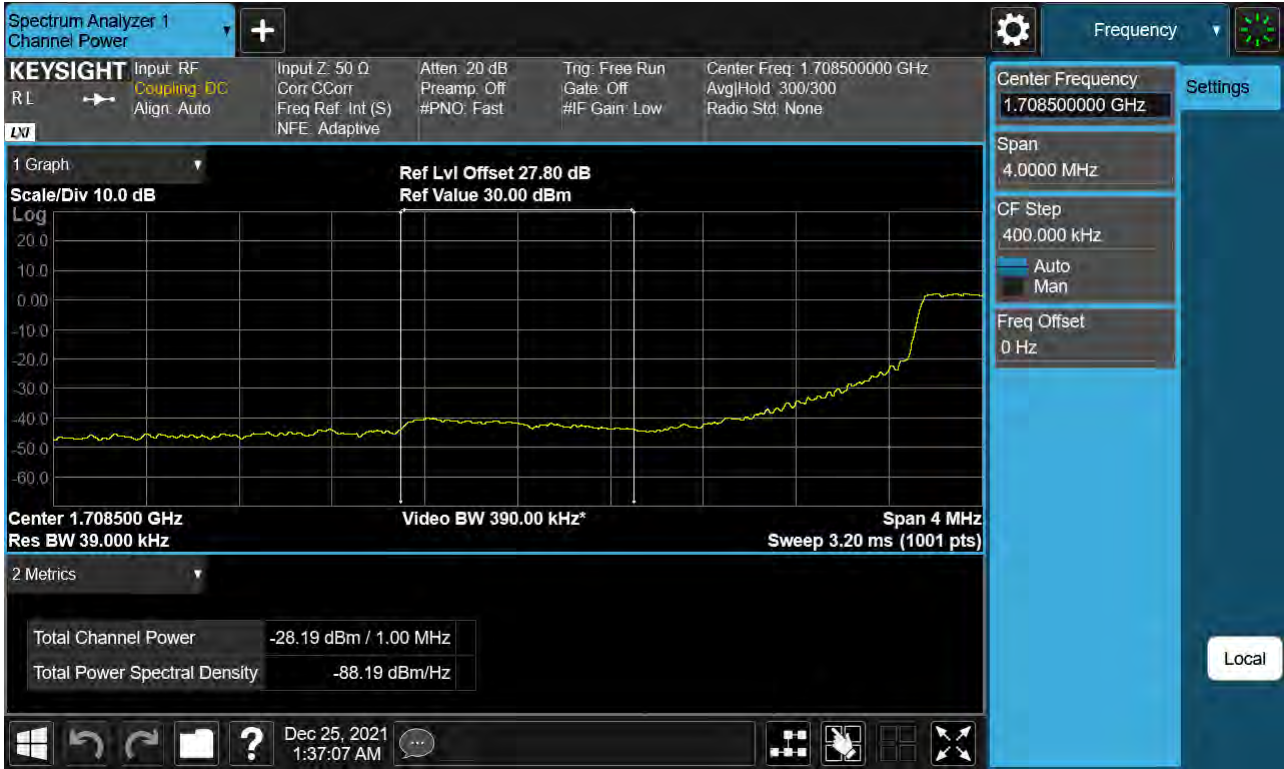 Spectrum Analyzer 1
Channel Power
Frequency
KEYSIGHT
R L
LXI
Input: RF
Coupling: DC
Align: Auto
Input Z: 50 Ω
Corr CCorr
Freq Ref: Int (S)
NFE: Adaptive
Atten: 20 dB
Preamp: Off
#PNO: Fast
Trig: Free Run
Gate: Off
#IF Gain: Low
Center Freq: 1.708500000 GHz
Avg|Hold: 300/300
Radio Std: None
1 Graph
Scale/Div 10.0 dB
Ref Lvl Offset 27.80 dB
Ref Value 30.00 dBm
Log
20.0
10.0
0.00
-10.0
-20.0
-30.0
-40.0
-50.0
-60.0
Center 1.708500 GHz
Res BW 39.000 kHz
Video BW 390.00 kHz*
Span 4 MHz
Sweep 3.20 ms (1001 pts)
2 Metrics
Total Channel Power -28.19 dBm / 1.00 MHz
Total Power Spectral Density -88.19 dBm/Hz
Center Frequency
1.708500000 GHz
Settings
Span
4.0000 MHz
CF Step
400.000 kHz
Auto
Man
Freq Offset
0 Hz
Local
?
Dec 25, 2021
1:37:07 AM